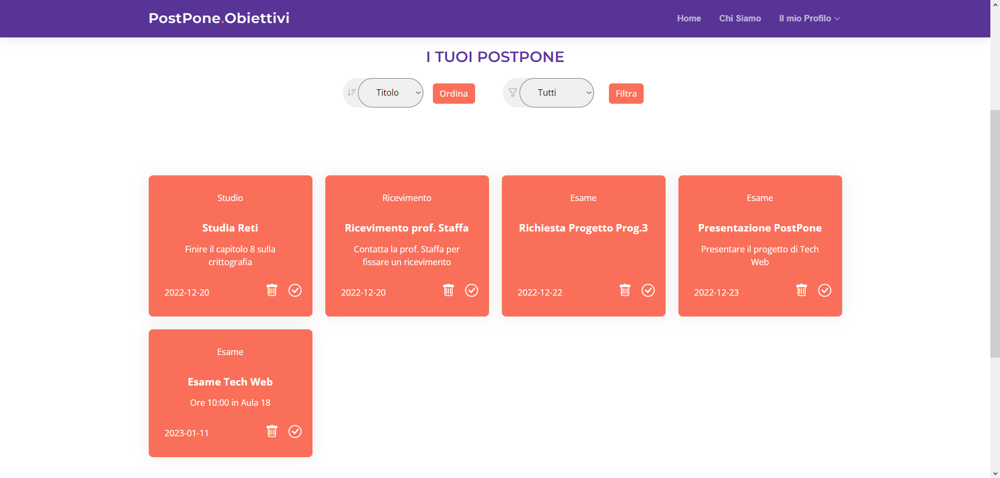 PostPone.Obiettivi
Home
Chi Siamo
Il mio Profilo
I TUOI POSTPONE
Titolo
Ordina
Tutti
Filtra
Studio
Studia Reti
Finire il capitolo 8 sulla
crittografia
2022-12-20
Ricevimento
Ricevimento prof. Staffa
Contatta la prof. Staffa per
fissare un ricevimento
2022-12-20
Esame
Richiesta Progetto Prog.3
2022-12-22
Esame
Presentazione PostPone
Presentare il progetto di Tech
Web
2022-12-23
Esame
Esame Tech Web
Ore 10:00 in Aula 18
2023-01-11